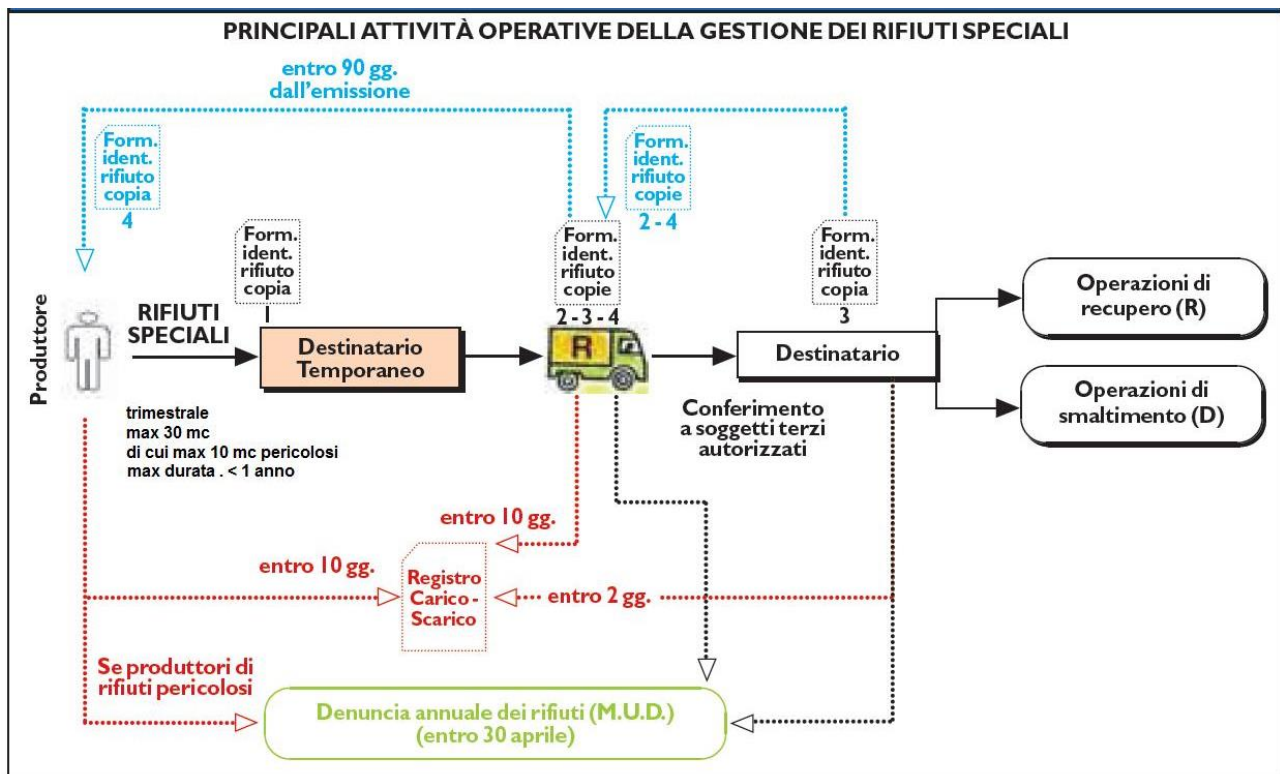 PRINCIPALI ATTIVITÀ OPERATIVE DELLA GESTIONE DEI RIFIUTI SPECIALI
entro 90 gg.
dall'emissione
Form.
ident.
rifiuto
copia
4
Form.
ident.
rifiuto
copie
2 - 4
Form.
ident.
rifiuto
copia
1
Form.
ident.
rifiuto
copie
2 - 3 - 4
Form.
ident.
rifiuto
copia
3
Produttore
RIFIUTI
SPECIALI
Destinatario
Temporaneo
R
Destinatario
Operazioni di
recupero (R)
Operazioni di
smaltimento (D)
trimestrale
max 30 mc
di cui max 10 mc pericolosi
max durata . < 1 anno
Conferimento
a soggetti terzi
autorizzati
entro 10 gg.
entro 10 gg.
Registro
Carico -
Scarico
entro 2 gg.
Se produttori di
rifiuti pericolosi
Denuncia annuale dei rifiuti (M.U.D.)
(entro 30 aprile)